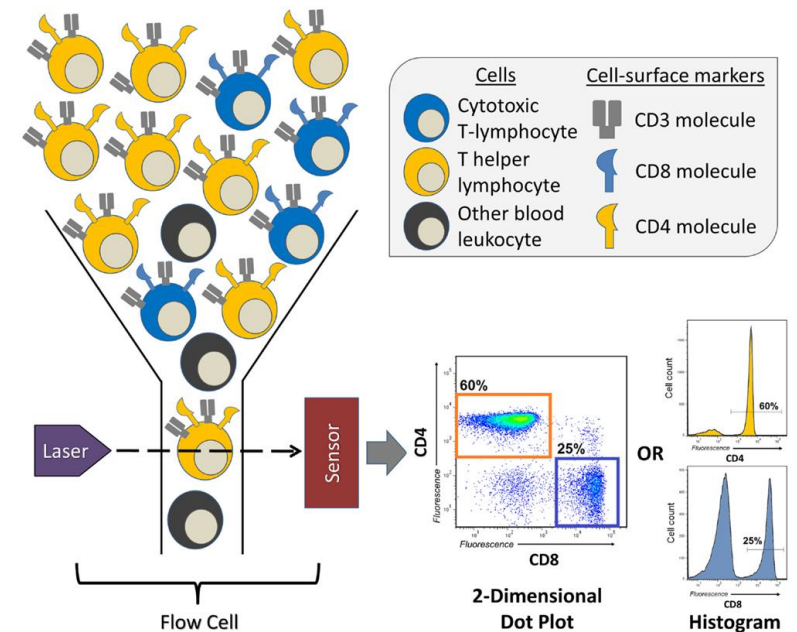 Cells
Cytotoxic
T-lymphocyte
T helper
lymphocyte
Other blood
leukocyte
Cell-surface markers
CD3 molecule
CD8 molecule
CD4 molecule
Laser
Sensor
Flow Cell
60%
25%
CD4
Fluorescence
Fluorescence
CD8
2-Dimensional
Dot Plot
OR
Cell count
60%
Fluorescence
CD4
Cell count
25%
Fluorescence
CD8
Histogram